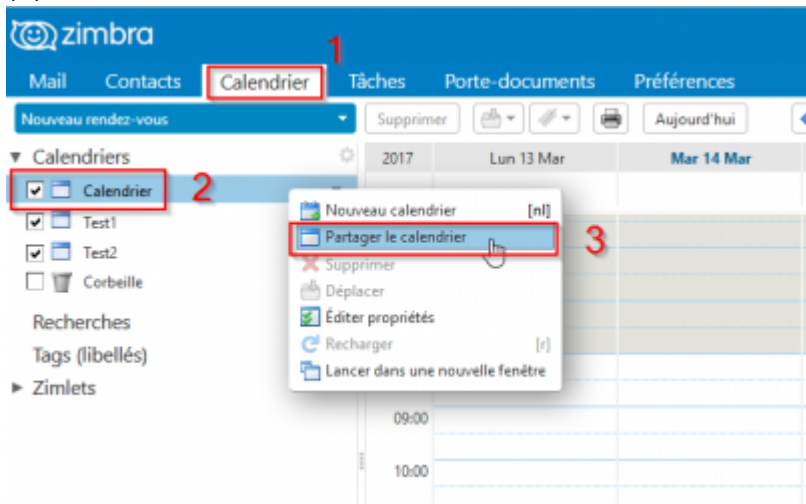 zimbra
1
Mail Contacts Calendrier Tâches Porte-documents Préférences
Nouveau rendez-vous Supprimer Aujourd'hui
Calendriers 2017 Lun 13 Mar Mar 14 Mar
Calendrier 2
Nouveau calendrier [nl]
Test1
Partager le calendrier 3
Test2
Supprimer
Corbeille
Déplacer
Éditer propriétés
Recherches
Recharger [r]
Tags (libellés)
Lancer dans une nouvelle fenêtre
Zimlets
09:00
10:00